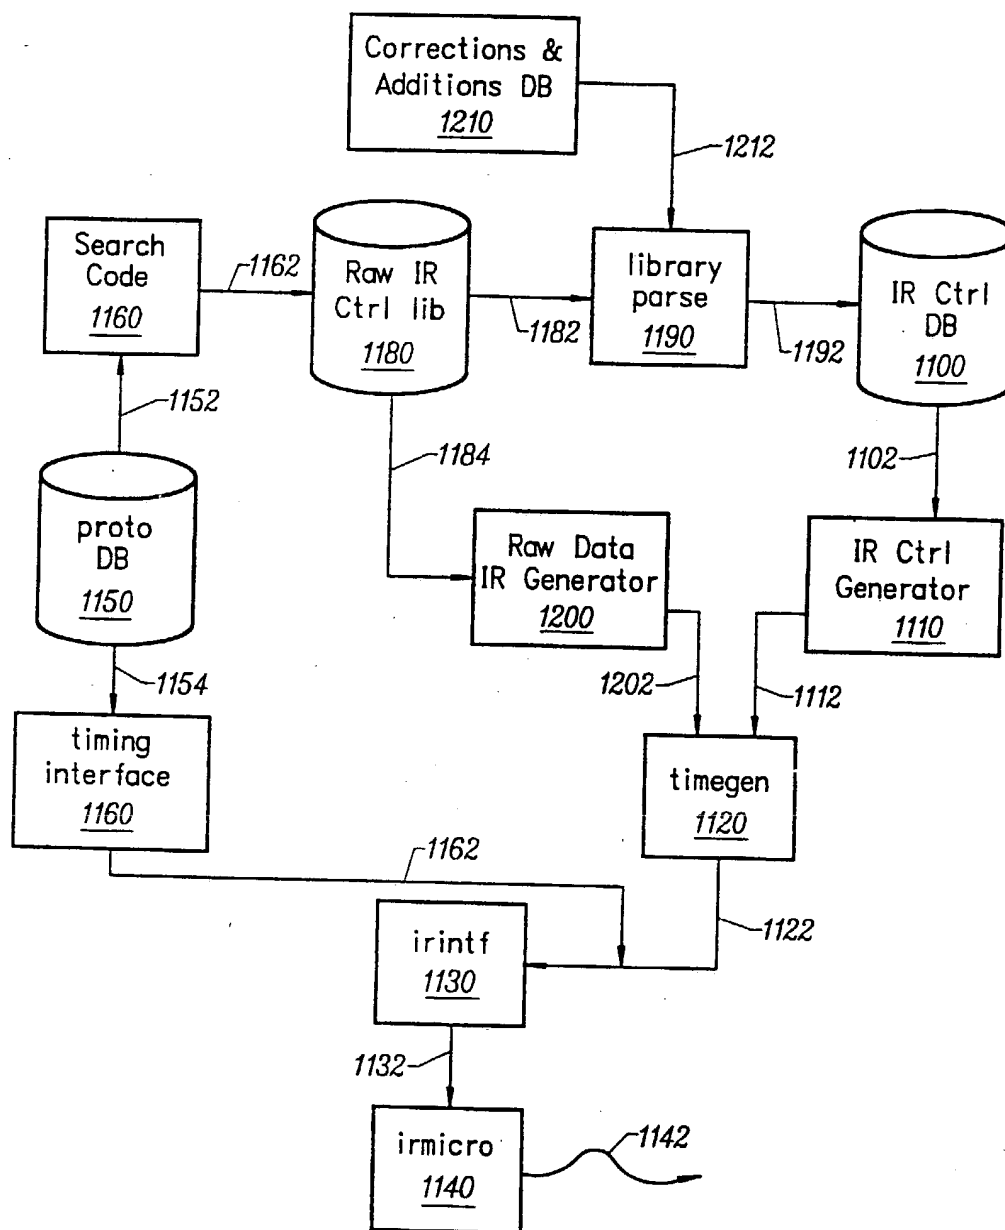 Corrections &
Additions DB
1210
1212
Search
Code
1160
1162
Raw IR
Ctrl lib
1180
1182
library
parse
1190
1192
IR Ctrl
DB
1100
1152
1184
1102
proto
DB
1150
Raw Data
IR Generator
1200
IR Ctrl
Generator
1110
1154
1202
1112
timing
interface
1160
timegen
1120
1162
1122
irintf
1130
1132
irmicro
1140
1142